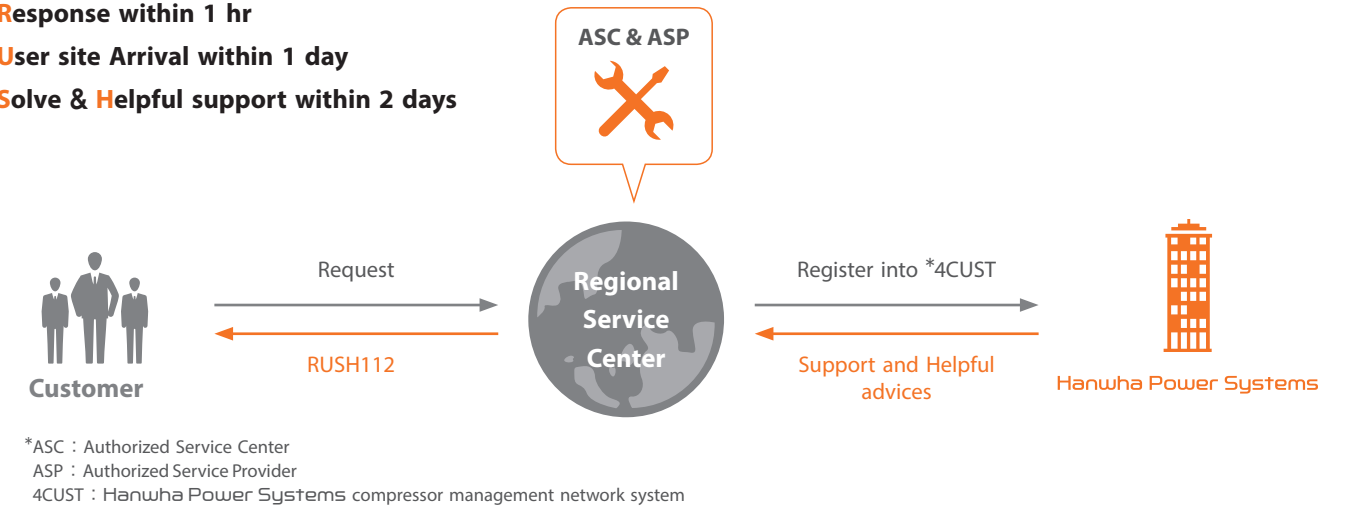 Response within 1 hr
User site Arrival within 1 day
Solve & Helpful support within 2 days
ASC & ASP
Request
RUSH112
Customer
Regional
Service
Center
Register into *4CUST
Support and Helpful
advices
Hanwha Power Systems
*ASC : Authorized Service Center
ASP : Authorized Service Provider
4CUST : Hanwha Power Systems compressor management network system